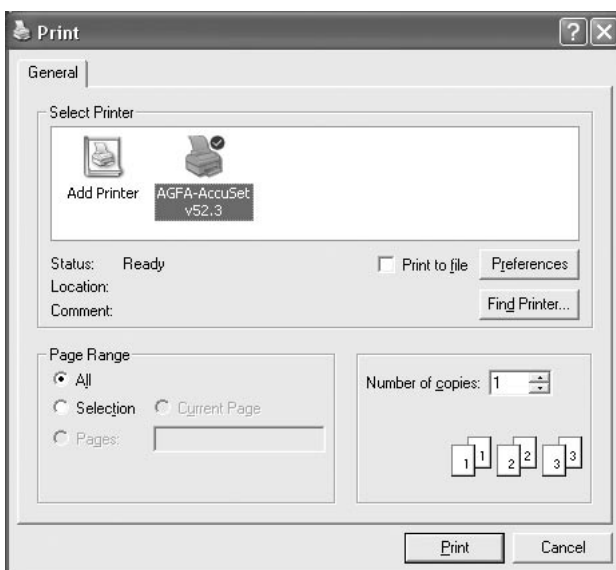 Print
General
Select Printer
Add Printer
AGFA-AccuSet
v52.3
Status: Ready
Print to file
Preferences
Location:
Comment:
Find Printer...
Page Range
All
Selection
Current Page
Pages:
Number of copies: 1
1 1 2 2 3 3
Print
Cancel